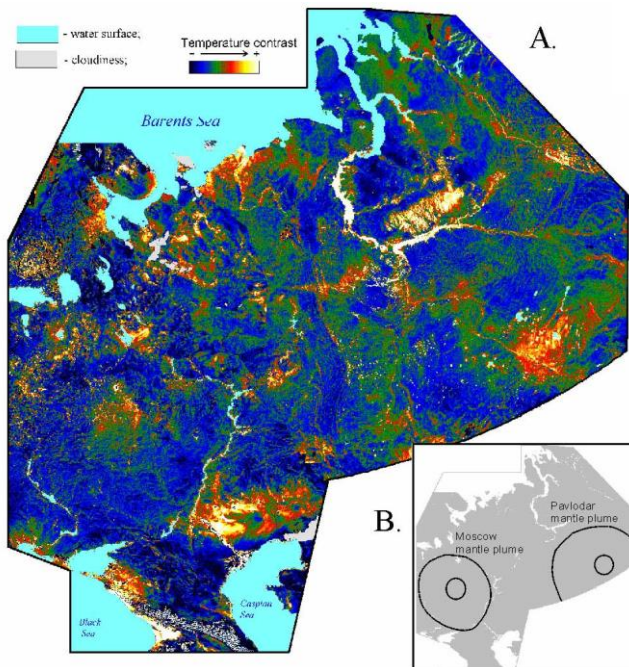 - water surface;
- cloudiness;
Temperature contrast
- +
A.
Barents Sea
Black
Sea
Caspian
Sea
B.
Pavlodar
mantle plume
Moscow
mantle plume